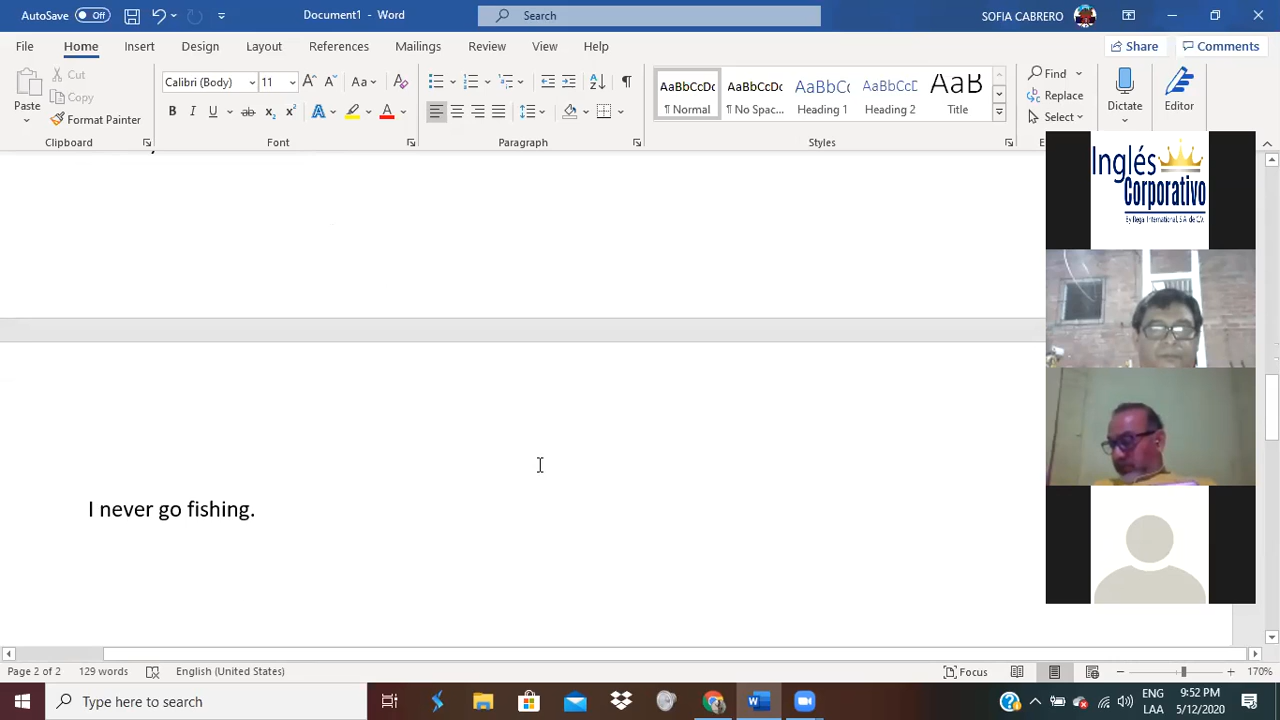 AutoSave Off Document1 - Word Search SOFIA CABRERO
File Home Insert Design Layout References Mailings Review View Help Share Comments
Paste Cut Copy Format Painter Clipboard
Calibri (Body) 11 Font
Paragraph
AaBbCcDc ¶ Normal
AaBbCcDc ¶ No Spac...
AaBbCc Heading 1
AaBbCcE Heading 2
AaB Title
Styles
Find Replace Select
Dictate Editor
Inglés
Corporativo
By Regal International, S.A. de C.V.
I never go fishing.
Page 2 of 2 129 words English (United States) Focus 170%
Type here to search ENG LAA 9:52 PM 5/12/2020